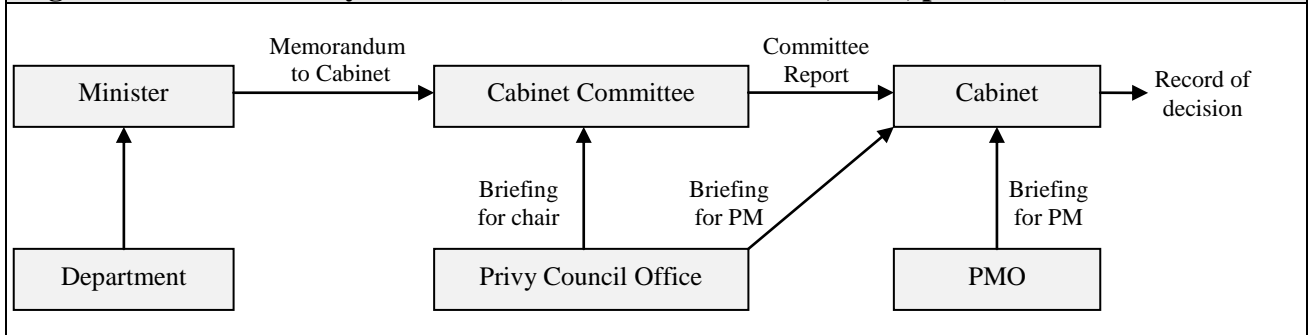 Memorandum
to Cabinet
Committee
Report
Minister
Cabinet Committee
Cabinet
Record of
decision
Briefing
for chair
Briefing
for PM
Briefing
for PM
Department
Privy Council Office
PMO